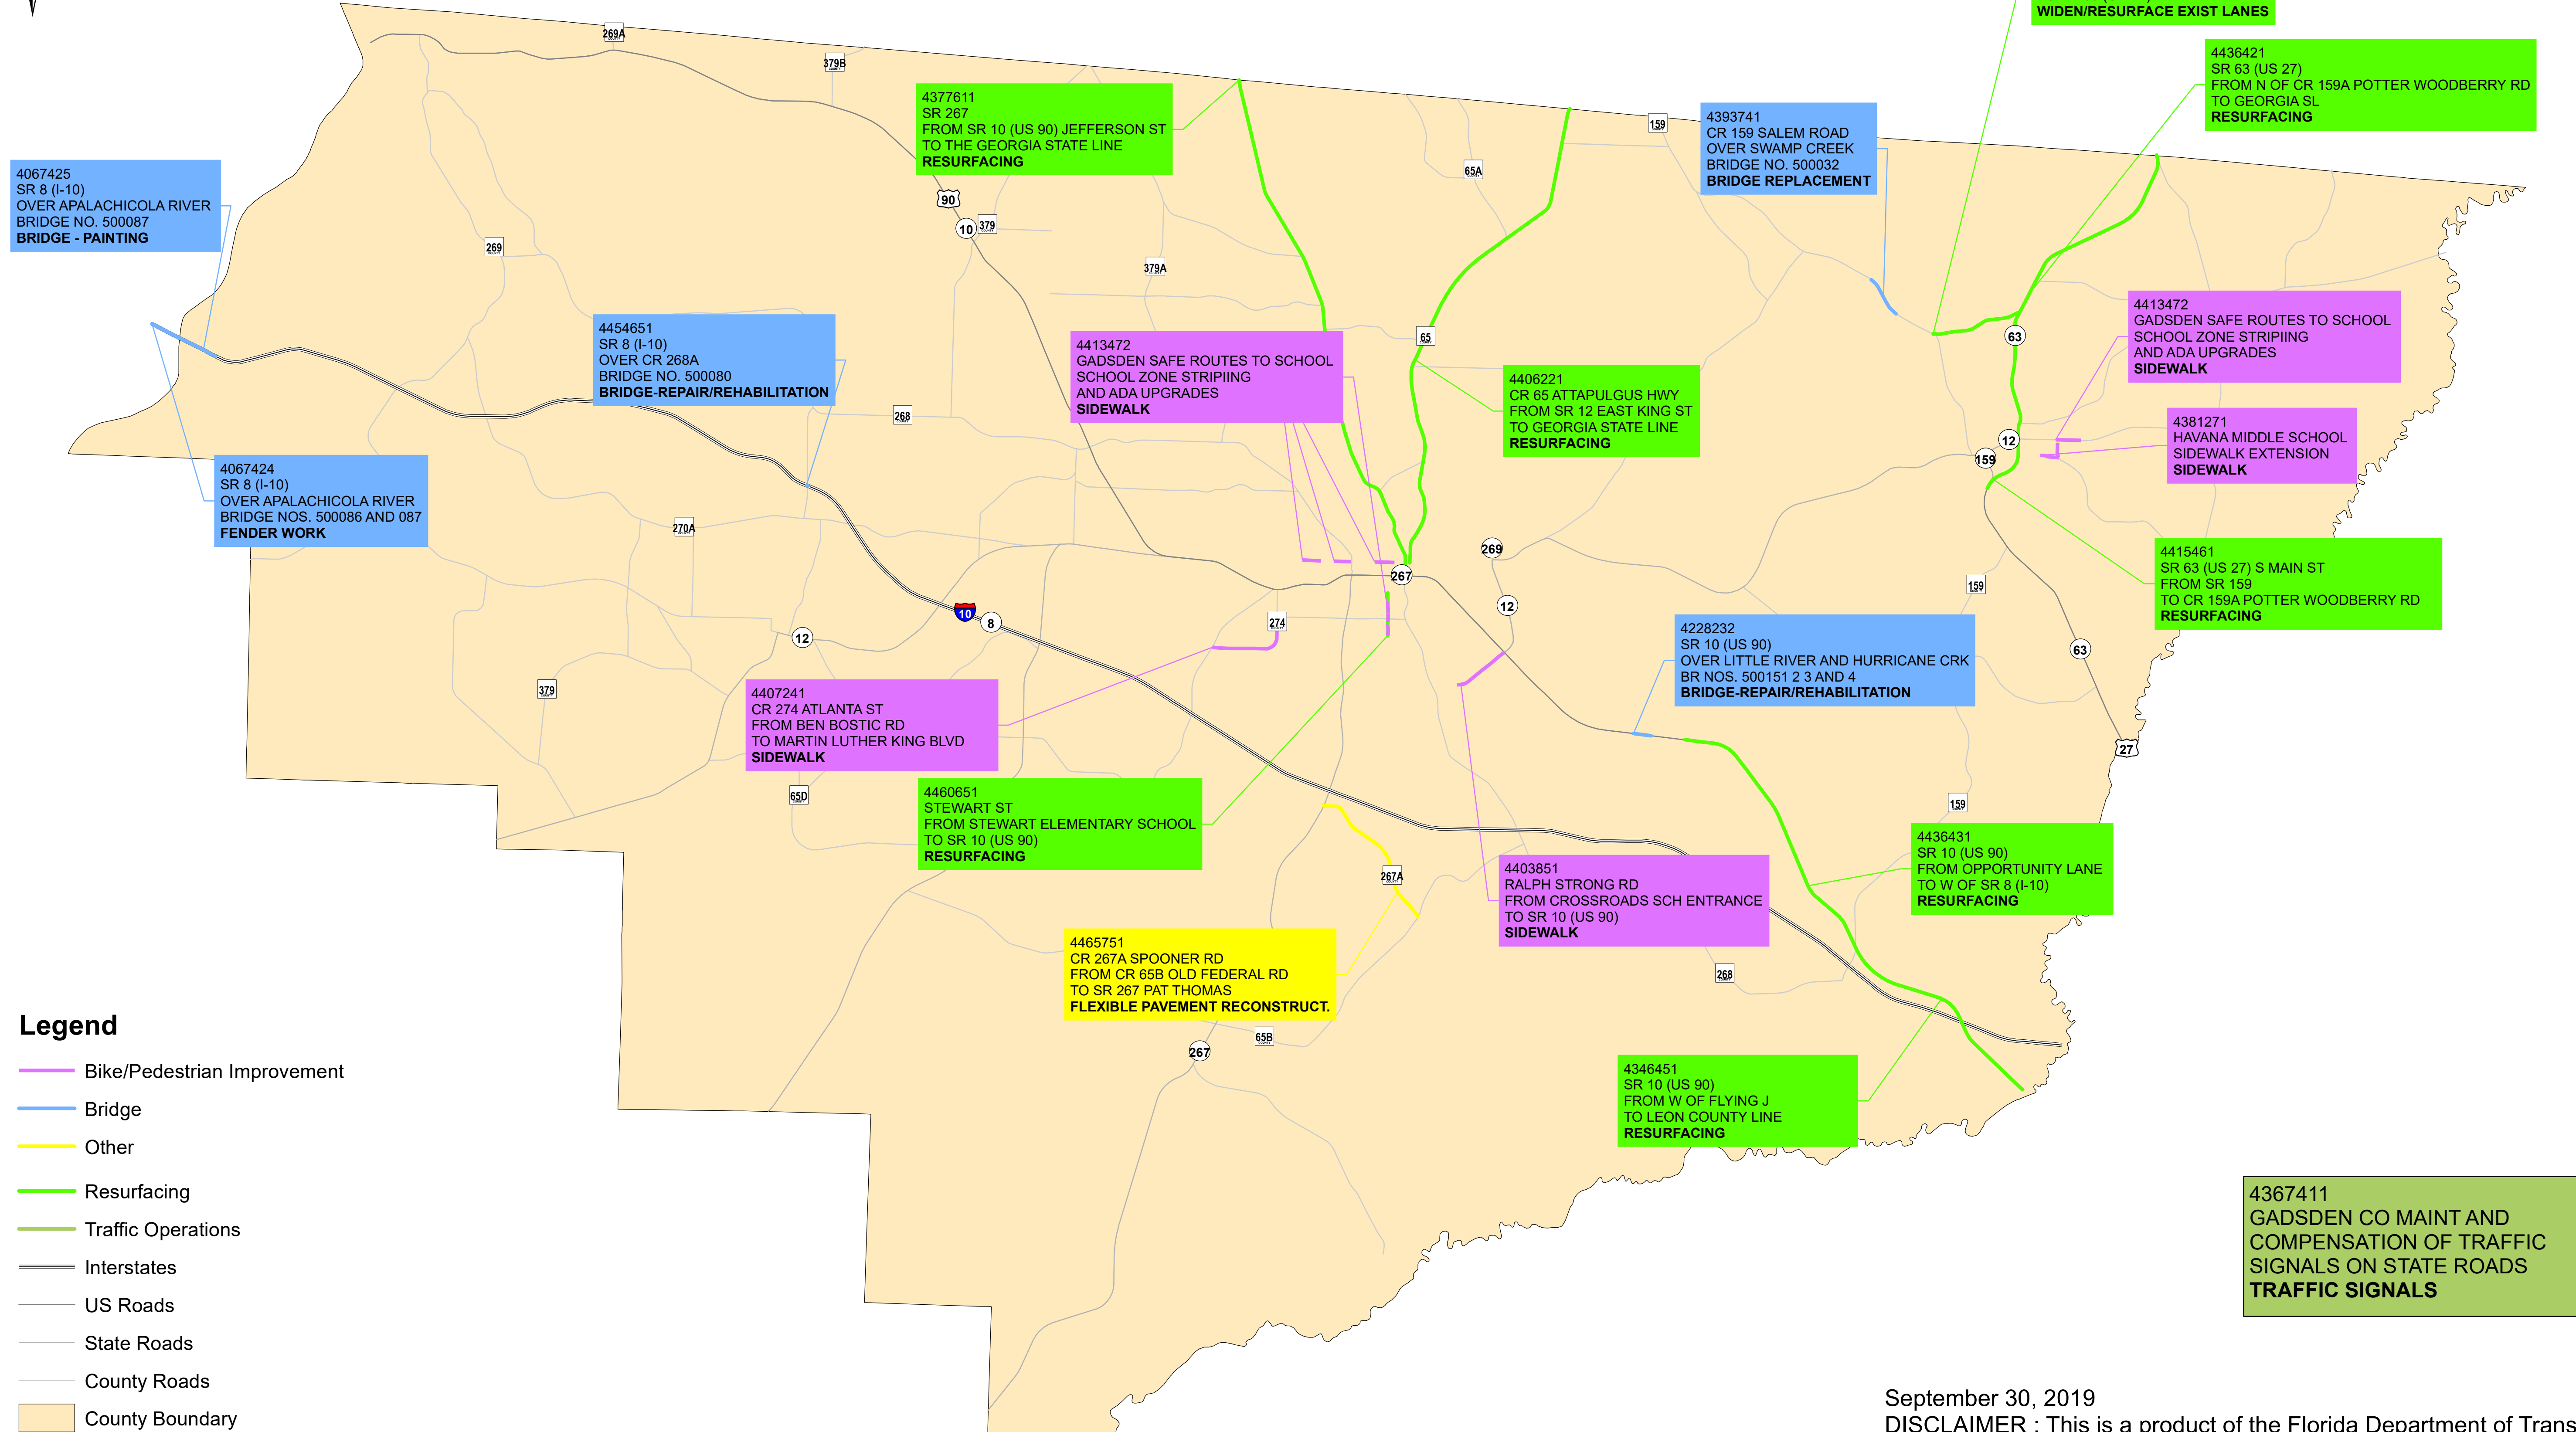 WIDEN/RESURFACE EXIST LANES
4436421
SR 63 (US 27)
FROM N OF CR 159A POTTER WOODBERRY RD
TO GEORGIA SL
RESURFACING
269A
379B
4377611
SR 267
FROM SR 10 (US 90) JEFFERSON ST
TO THE GEORGIA STATE LINE
RESURFACING
159
65A
4393741
CR 159 SALEM ROAD
OVER SWAMP CREEK
BRIDGE NO. 500032
BRIDGE REPLACEMENT
4067425
SR 8 (I-10)
OVER APALACHICOLA RIVER
BRIDGE NO. 500087
BRIDGE - PAINTING
90
10
379
269
379A
4454651
SR 8 (I-10)
OVER CR 268A
BRIDGE NO. 500080
BRIDGE-REPAIR/REHABILITATION
4413472
GADSDEN SAFE ROUTES TO SCHOOL
SCHOOL ZONE STRIPIING
AND ADA UPGRADES
SIDEWALK
65
63
4413472
GADSDEN SAFE ROUTES TO SCHOOL
SCHOOL ZONE STRIPIING
AND ADA UPGRADES
SIDEWALK
4406221
CR 65 ATTAPULGUS HWY
FROM SR 12 EAST KING ST
TO GEORGIA STATE LINE
RESURFACING
268
12
159
4381271
HAVANA MIDDLE SCHOOL
SIDEWALK EXTENSION
SIDEWALK
4067424
SR 8 (I-10)
OVER APALACHICOLA RIVER
BRIDGE NOS. 500086 AND 087
FENDER WORK
270A
269
267
4415461
SR 63 (US 27) S MAIN ST
FROM SR 159
TO CR 159A POTTER WOODBERRY RD
RESURFACING
159
10
8
12
274
12
63
4228232
SR 10 (US 90)
OVER LITTLE RIVER AND HURRICANE CRK
BR NOS. 500151 2 3 AND 4
BRIDGE-REPAIR/REHABILITATION
379
4407241
CR 274 ATLANTA ST
FROM BEN BOSTIC RD
TO MARTIN LUTHER KING BLVD
SIDEWALK
27
65D
4460651
STEWART ST
FROM STEWART ELEMENTARY SCHOOL
TO SR 10 (US 90)
RESURFACING
159
4436431
SR 10 (US 90)
FROM OPPORTUNITY LANE
TO W OF SR 8 (I-10)
RESURFACING
267A
4403851
RALPH STRONG RD
FROM CROSSROADS SCH ENTRANCE
TO SR 10 (US 90)
SIDEWALK
4465751
CR 267A SPOONER RD
FROM CR 65B OLD FEDERAL RD
TO SR 267 PAT THOMAS
FLEXIBLE PAVEMENT RECONSTRUCT.
268
65B
267
4346451
SR 10 (US 90)
FROM W OF FLYING J
TO LEON COUNTY LINE
RESURFACING
Legend
Bike/Pedestrian Improvement
Bridge
Other
Resurfacing
Traffic Operations
Interstates
US Roads
State Roads
County Roads
County Boundary
4367411
GADSDEN CO MAINT AND
COMPENSATION OF TRAFFIC
SIGNALS ON STATE ROADS
TRAFFIC SIGNALS
September 30, 2019
DISCLAIMER : This is a product of the Florida Department of Trans